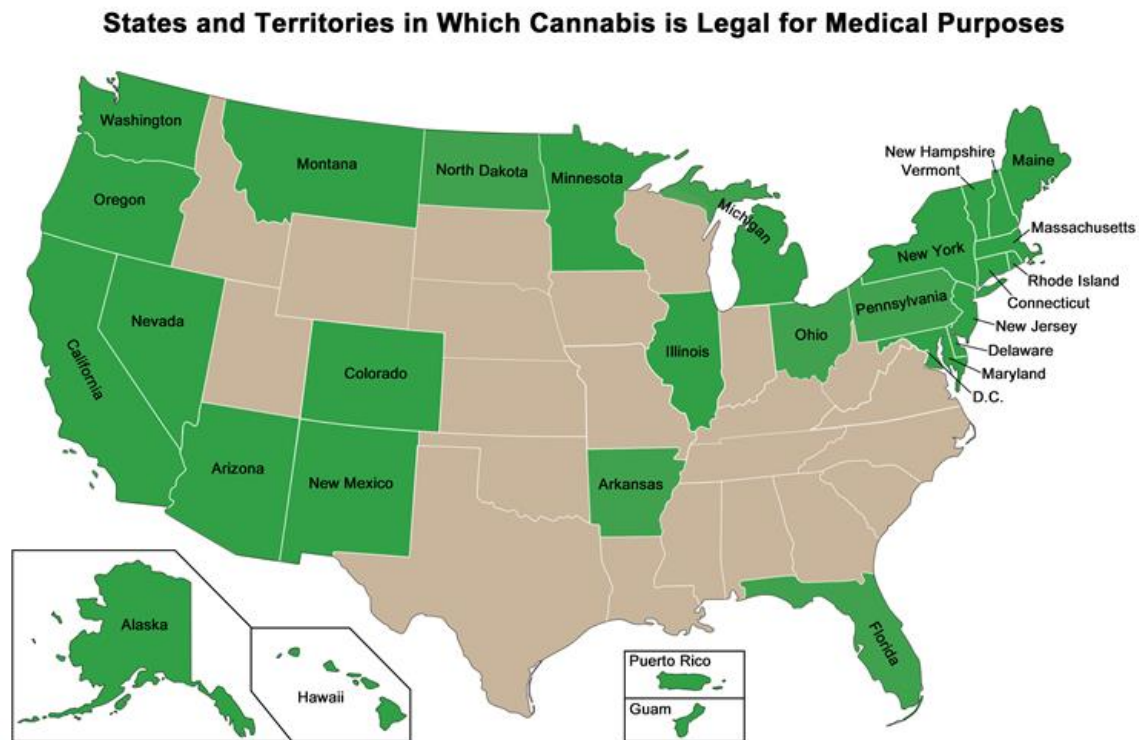 States and Territories in Which Cannabis is Legal for Medical Purposes
Washington
Montana
North Dakota
Minnesota
New Hampshire
Vermont
Maine
Oregon
Michigan
Massachusetts
New York
Rhode Island
Connecticut
Pennsylvania
New Jersey
Nevada
Ohio
Delaware
Illinois
Maryland
California
Colorado
D.C.
Arizona
New Mexico
Arkansas
Alaska
Hawaii
Florida
Puerto Rico
Guam